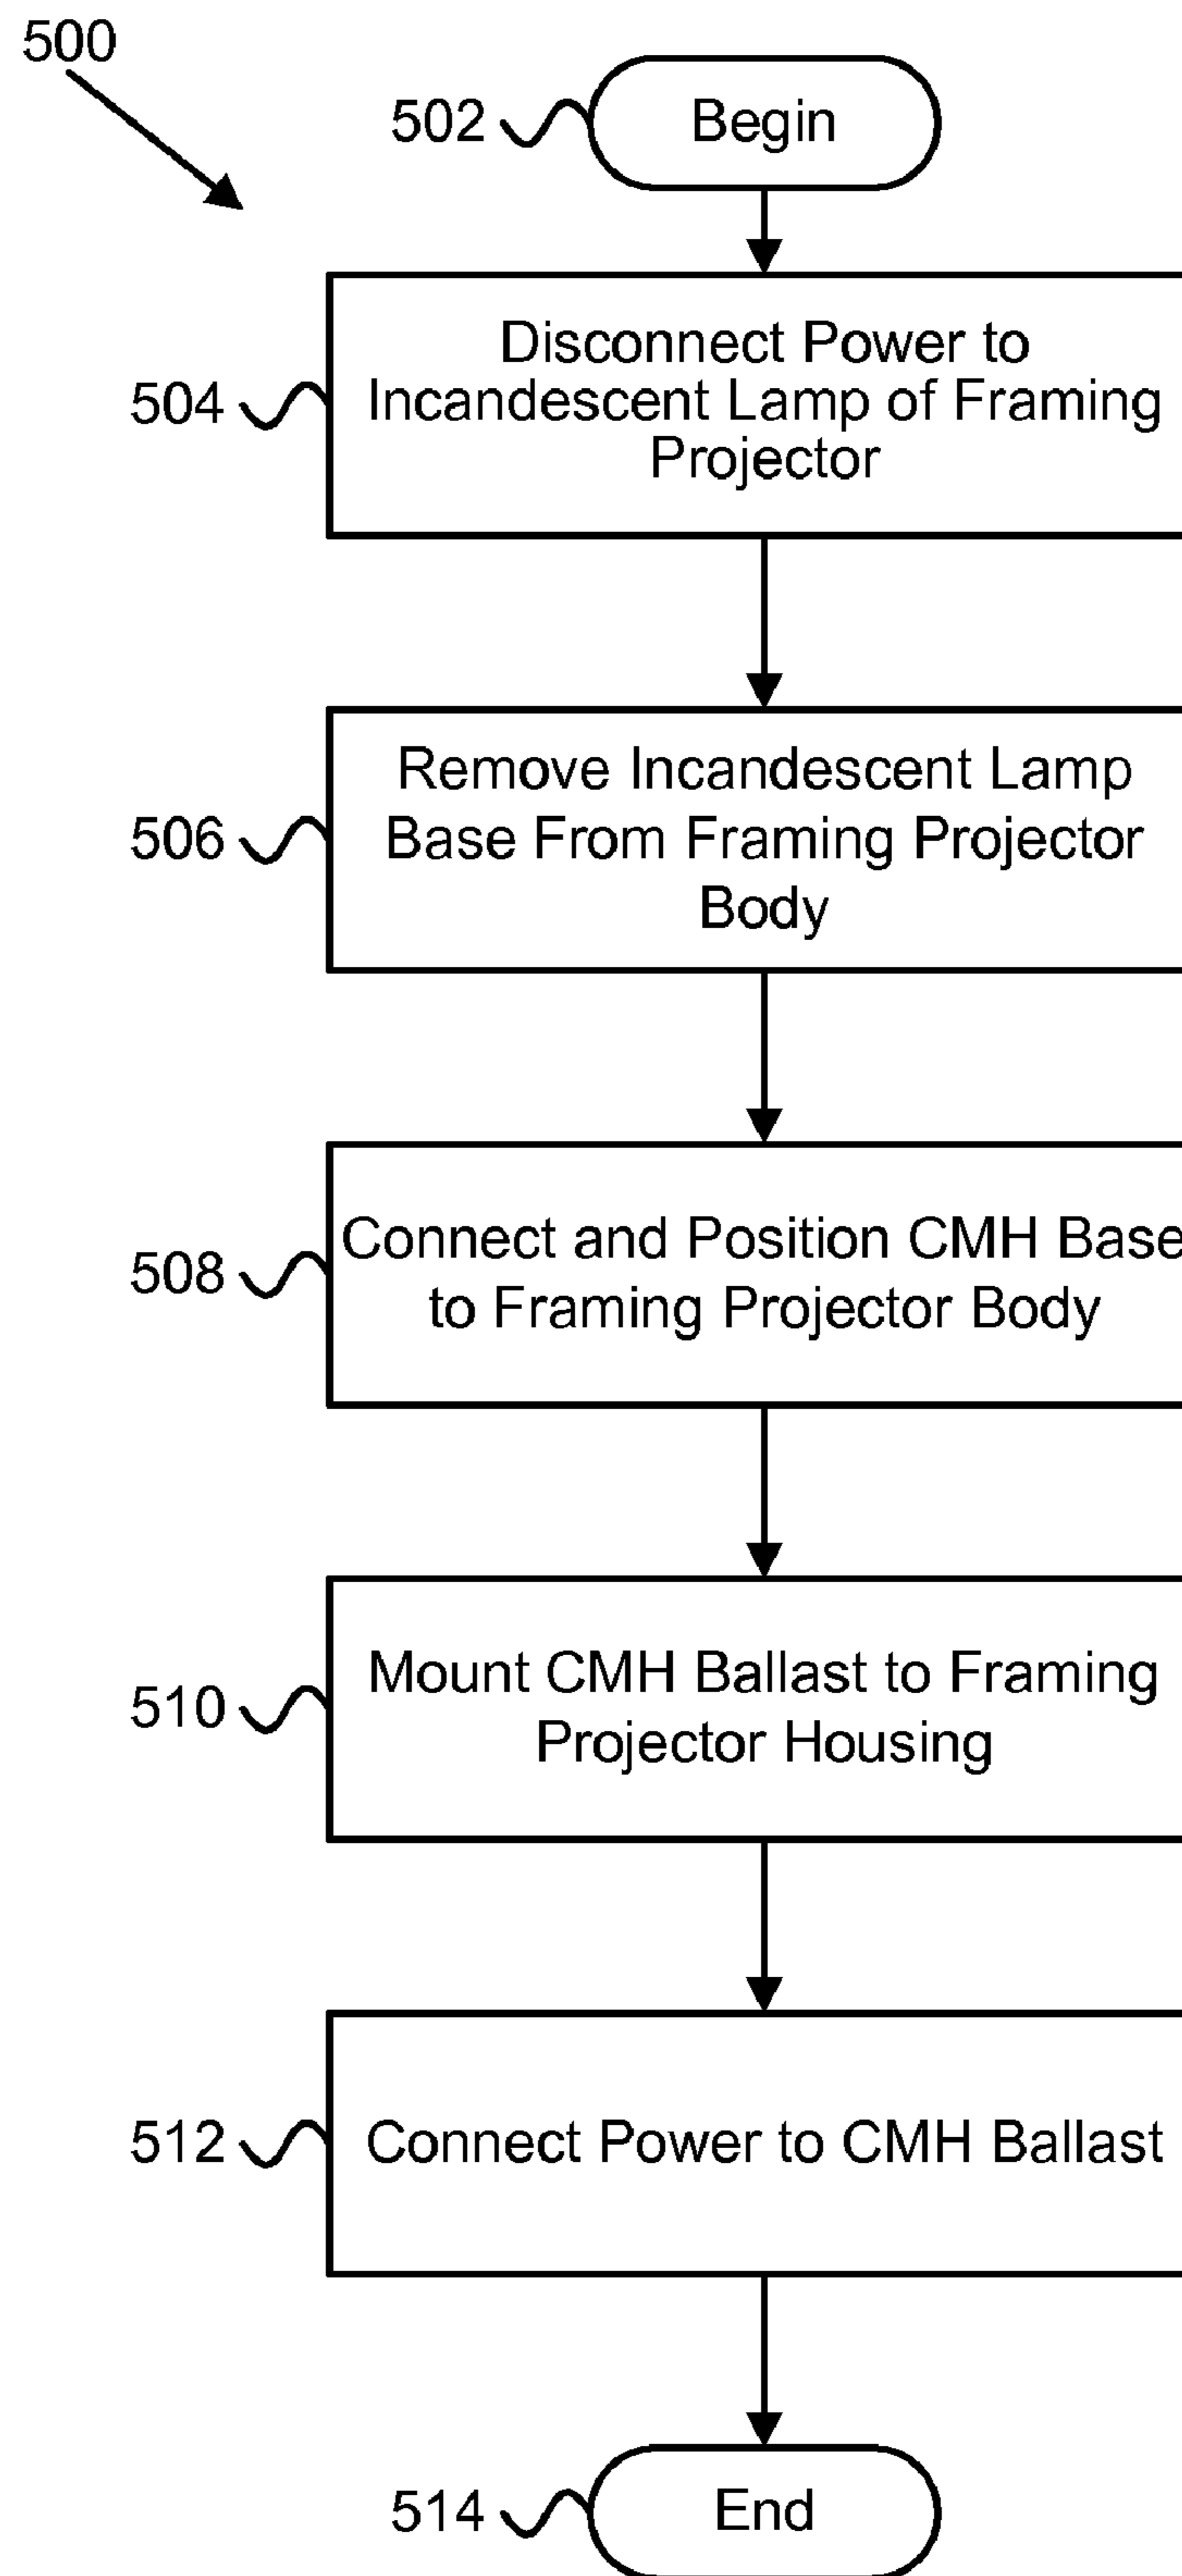 500
502
Begin
504
Disconnect Power to
Incandescent Lamp of Framing
Projector
506
Remove Incandescent Lamp
Base From Framing Projector
Body
508
Connect and Position CMH Base
to Framing Projector Body
510
Mount CMH Ballast to Framing
Projector Housing
512
Connect Power to CMH Ballast
514
End